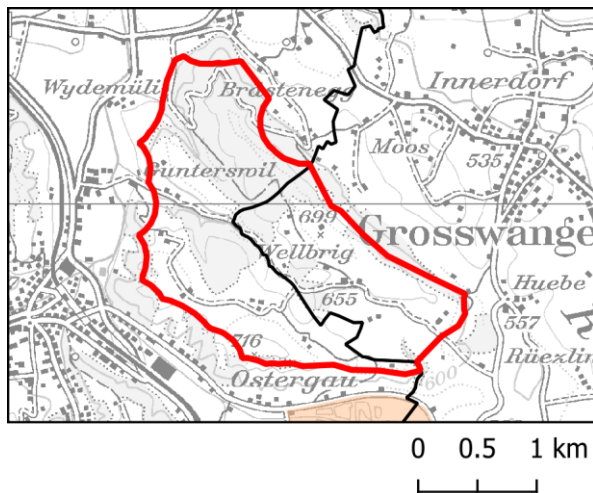 Wydemüli
Brästenegg
Innerdorf
Moos
535
Gunterswil
699
Grosswange
Wellbrig
655
Huebe
557
716
Rüezlin
Ostergau
600
0 0.5 1 km